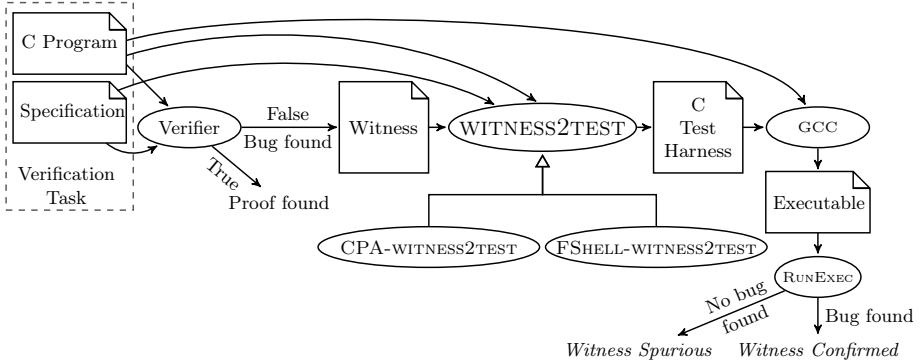 C Program
Specification
Verification
Task
Verifier
False
Bug found
True
Proof found
Witness
WITNESS2TEST
CPA-WITNESS2TEST
FSHELL-WITNESS2TEST
C
Test
Harness
GCC
Executable
RUNEXEC
No bug
found
Bug found
Witness Spurious
Witness Confirmed